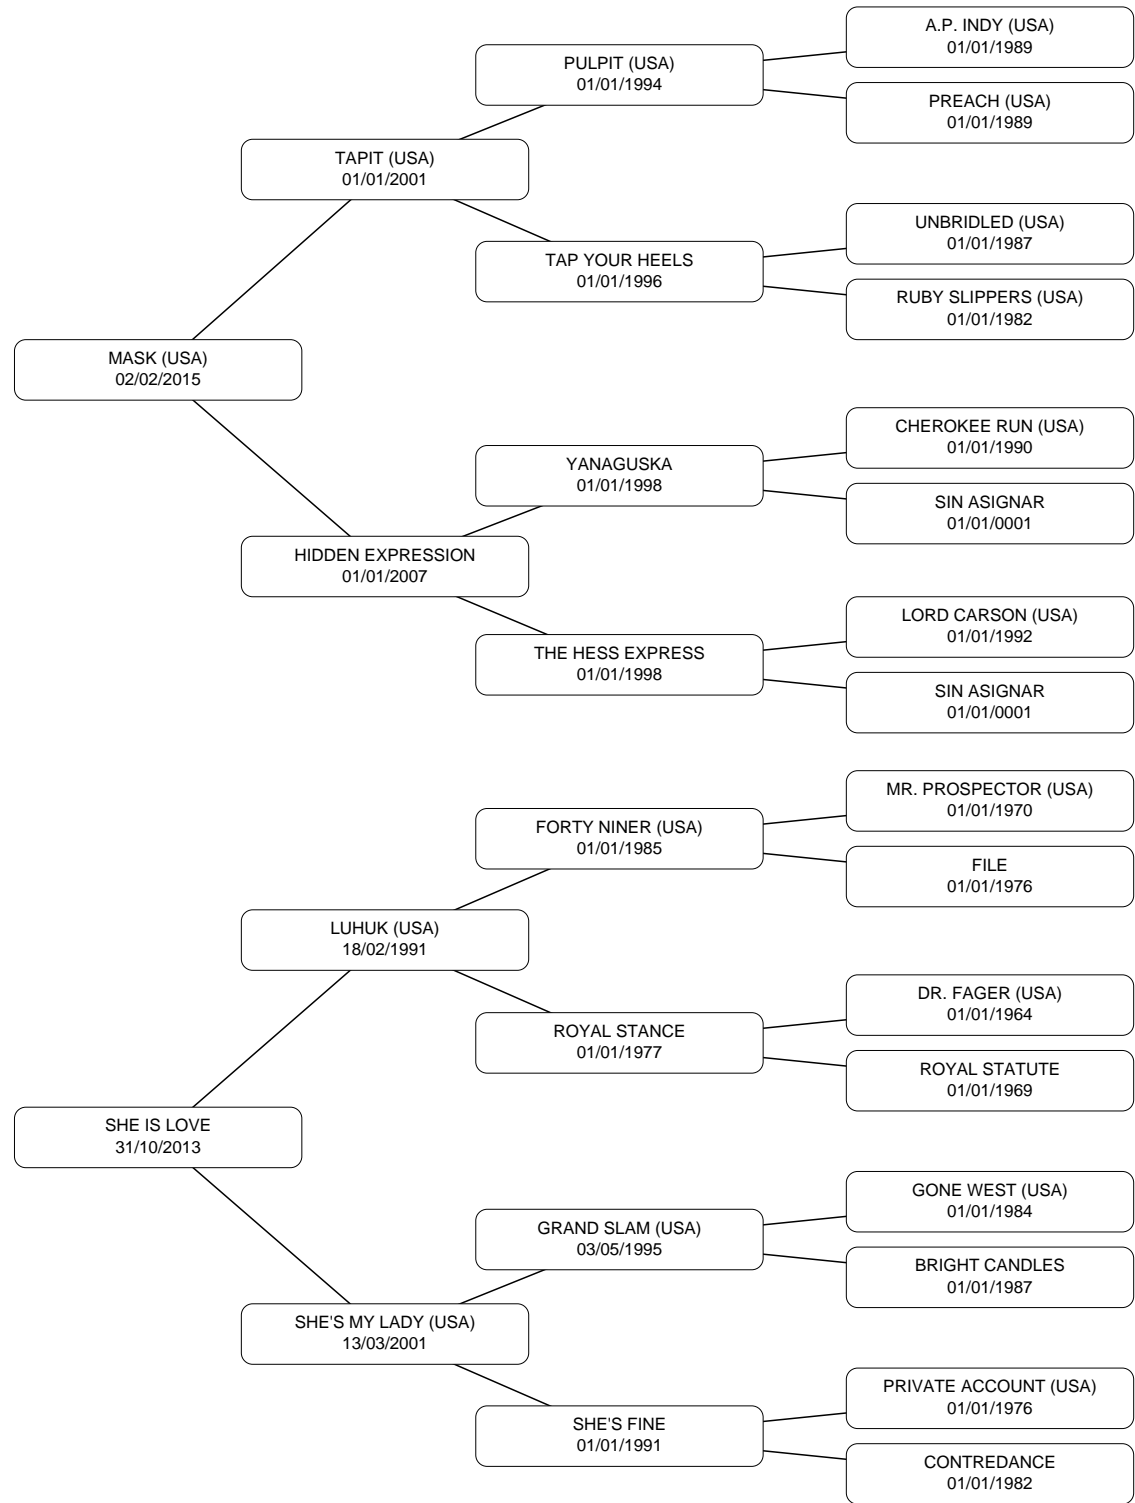 A.P. INDY (USA)
01/01/1989
PULPIT (USA)
01/01/1994
PREACH (USA)
01/01/1989
TAPIT (USA)
01/01/2001
UNBRIDLED (USA)
01/01/1987
TAP YOUR HEELS
01/01/1996
RUBY SLIPPERS (USA)
01/01/1982
MASK (USA)
02/02/2015
CHEROKEE RUN (USA)
01/01/1990
YANAGUSKA
01/01/1998
SIN ASIGNAR
01/01/0001
HIDDEN EXPRESSION
01/01/2007
LORD CARSON (USA)
01/01/1992
THE HESS EXPRESS
01/01/1998
SIN ASIGNAR
01/01/0001
MR. PROSPECTOR (USA)
01/01/1970
FORTY NINER (USA)
01/01/1985
FILE
01/01/1976
LUHUK (USA)
18/02/1991
DR. FAGER (USA)
01/01/1964
ROYAL STANCE
01/01/1977
ROYAL STATUTE
01/01/1969
SHE IS LOVE
31/10/2013
GONE WEST (USA)
01/01/1984
GRAND SLAM (USA)
03/05/1995
BRIGHT CANDLES
01/01/1987
SHE'S MY LADY (USA)
13/03/2001
PRIVATE ACCOUNT (USA)
01/01/1976
SHE'S FINE
01/01/1991
CONTREDANCE
01/01/1982